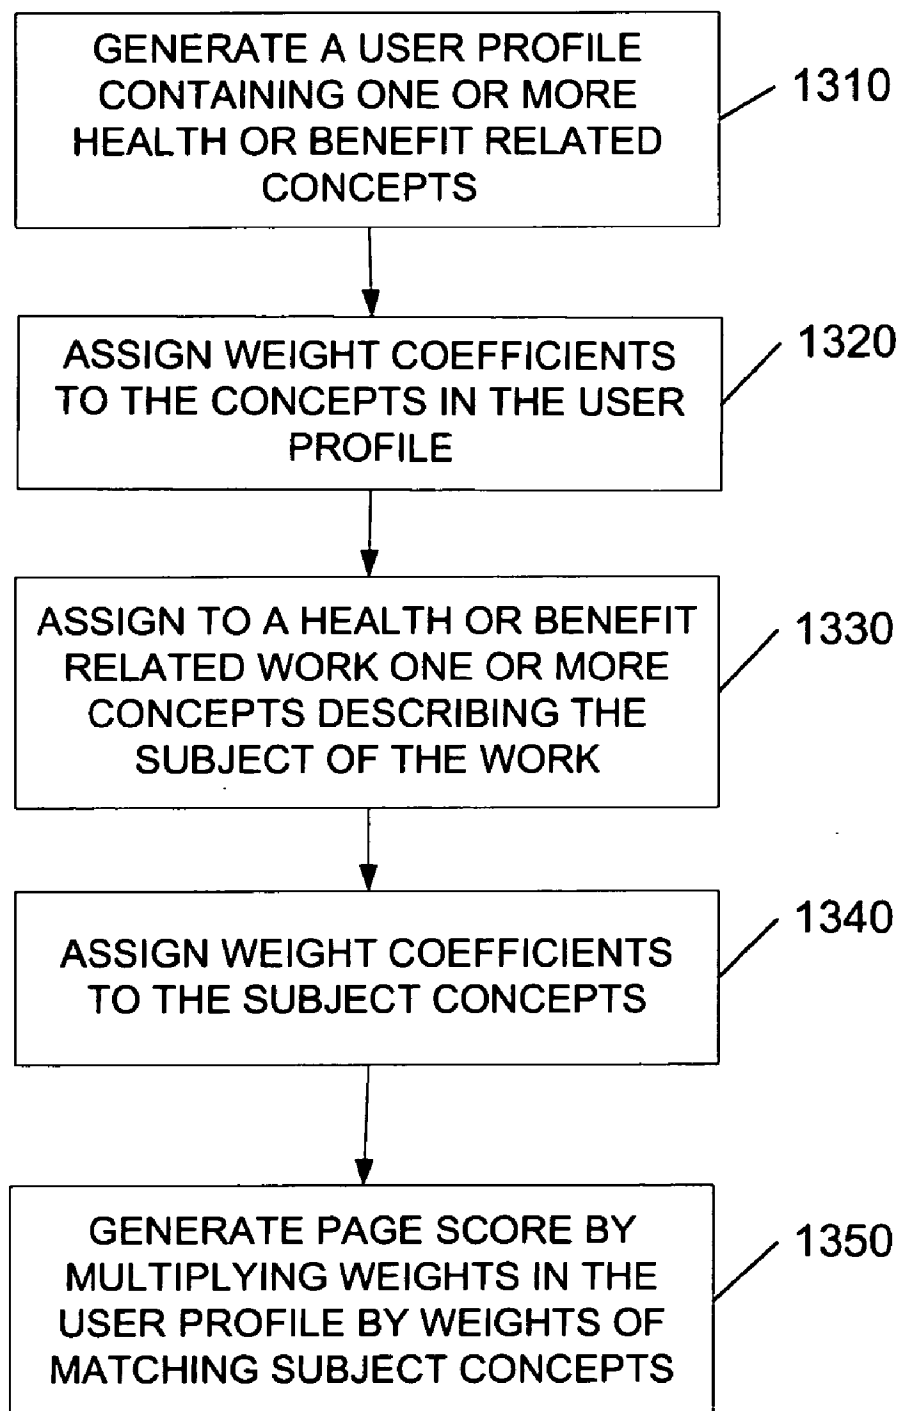 GENERATE A USER PROFILE
CONTAINING ONE OR MORE
HEALTH OR BENEFIT RELATED
CONCEPTS
1310
ASSIGN WEIGHT COEFFICIENTS
TO THE CONCEPTS IN THE USER
PROFILE
1320
ASSIGN TO A HEALTH OR BENEFIT
RELATED WORK ONE OR MORE
CONCEPTS DESCRIBING THE
SUBJECT OF THE WORK
1330
ASSIGN WEIGHT COEFFICIENTS
TO THE SUBJECT CONCEPTS
1340
GENERATE PAGE SCORE BY
MULTIPLYING WEIGHTS IN THE
USER PROFILE BY WEIGHTS OF
MATCHING SUBJECT CONCEPTS
1350